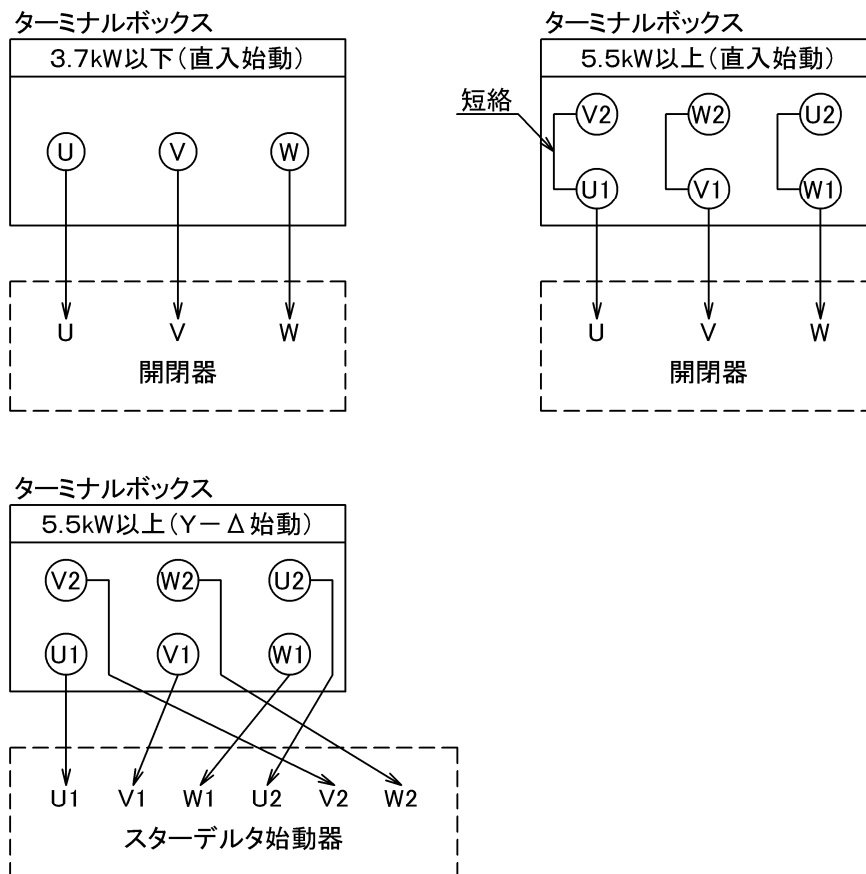 ターミナルボックス
3.7kW以下(直入始動)
U V W
U V W
開閉器
ターミナルボックス
5.5kW以上(直入始動)
短絡
V2 W2 U2
U1 V1 W1
U V W
開閉器
ターミナルボックス
5.5kW以上(Y-Δ始動)
V2 W2 U2
U1 V1 W1
U1 V1 W1 U2 V2 W2
スターデルタ始動器